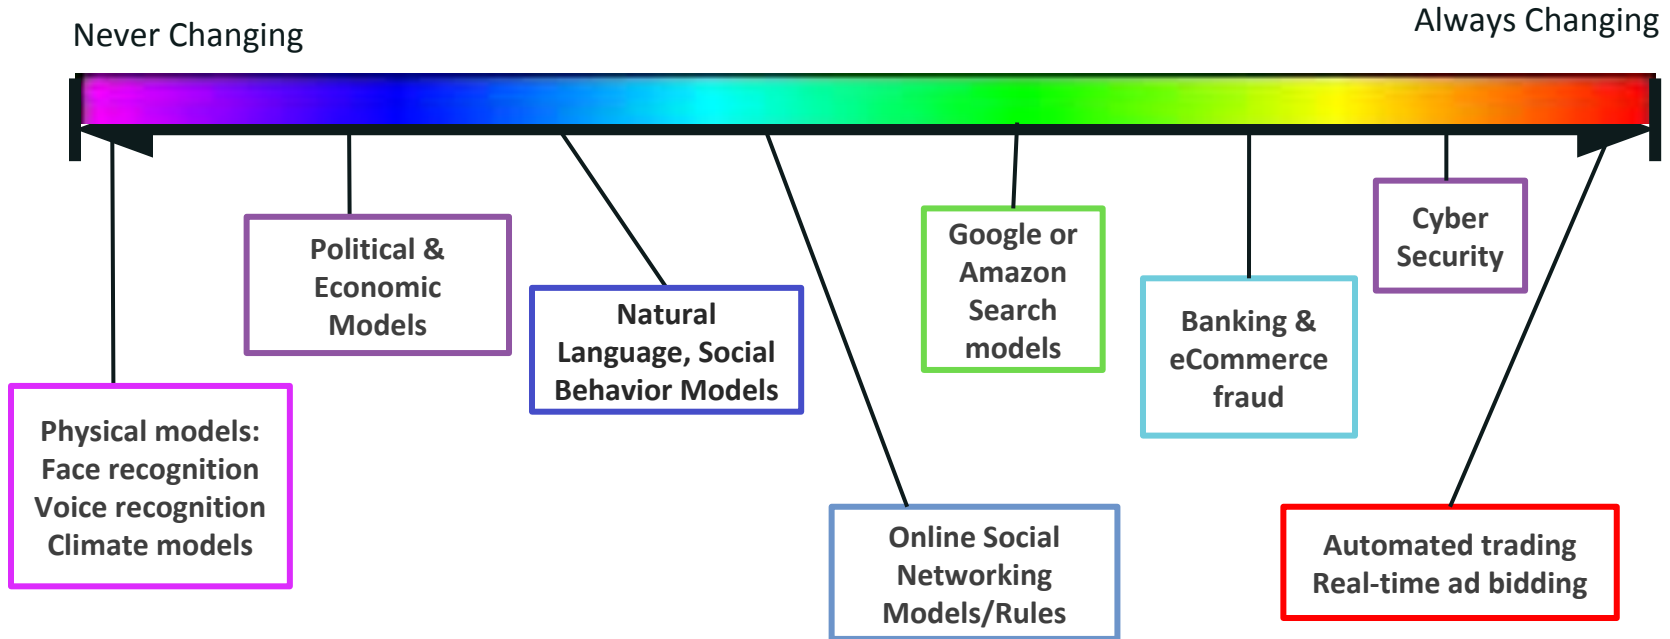 Never Changing
Always Changing
Political &
Economic
Models
Natural
Language, Social
Behavior Models
Google or
Amazon
Search
models
Cyber
Security
Banking &
eCommerce
fraud
Physical models:
Face recognition
Voice recognition
Climate models
Online Social
Networking
Models/Rules
Automated trading
Real-time ad bidding